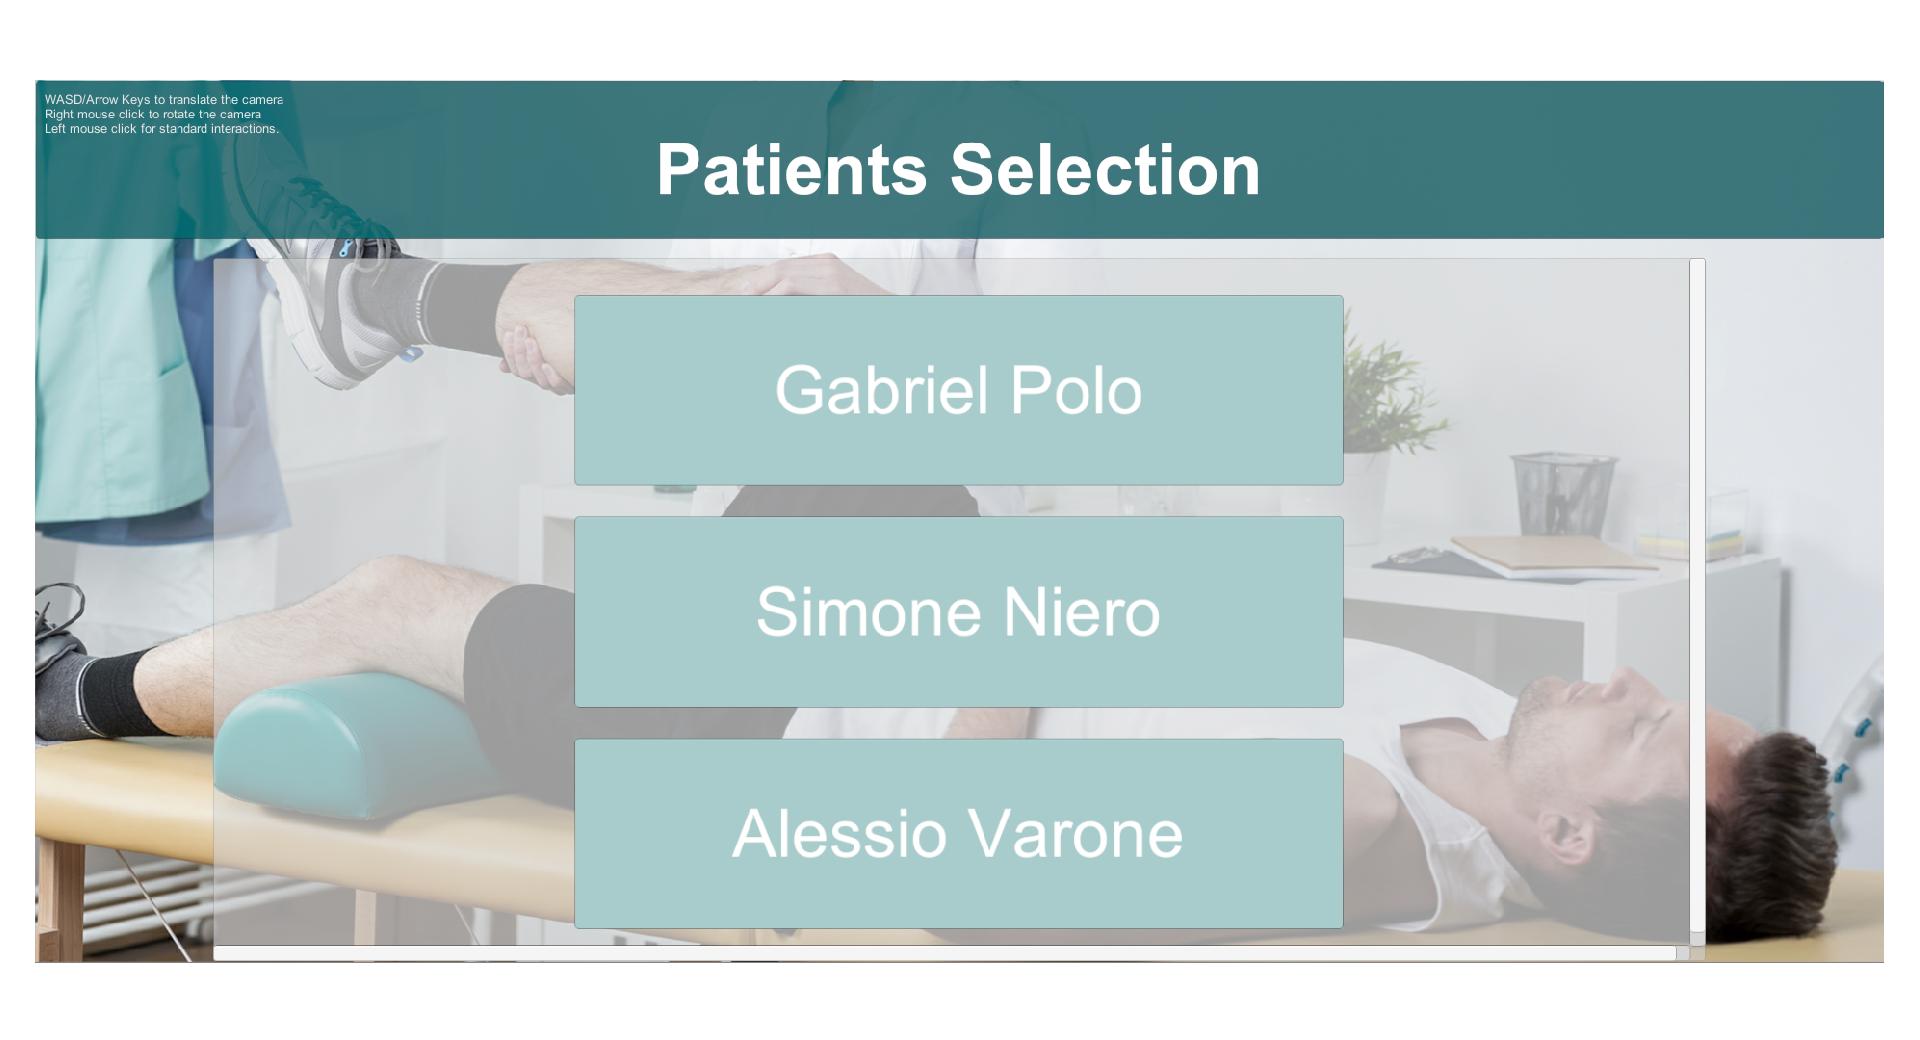 WASD/Arrow Keys to translate the camera
Right mouse click to rotate the camera
Left mouse click for standard interactions.
Patients Selection
Gabriel Polo
Simone Niero
Alessio Varone